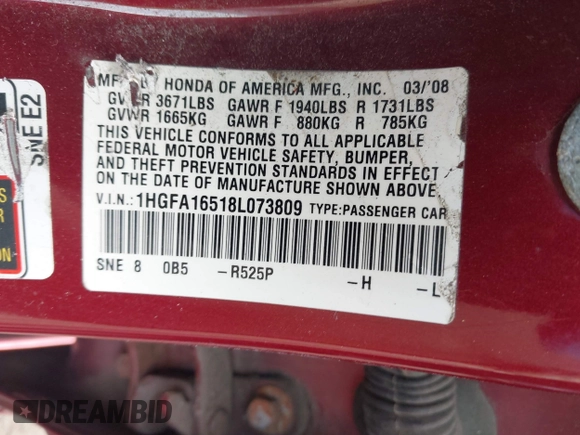 HONDA OF AMERICA MFG., INC. 03/'08
GVWR 3671LBS GAWR F 1940LBS R 1731LBS
GVWR 1665KG GAWR F 880KG R 785KG
THIS VEHICLE CONFORMS TO ALL APPLICABLE
FEDERAL MOTOR VEHICLE SAFETY, BUMPER,
AND THEFT PREVENTION STANDARDS IN EFFECT
ON THE DATE OF MANUFACTURE SHOWN ABOVE.
V.I.N.:1HGFA16518L073809 TYPE:PASSENGER CAR
SNE 8 0B5 -R525P -H -L
SNE E2
DREAMBID